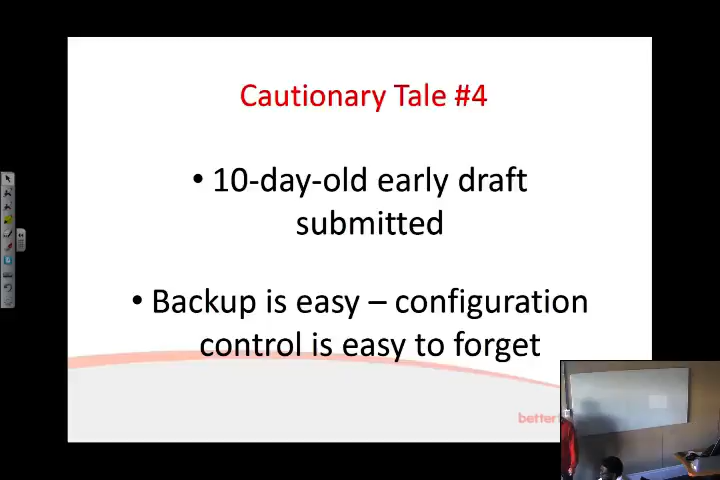 Cautionary Tale #4
• 10-day-old early draft
submitted
• Backup is easy – configuration
control is easy to forget
better